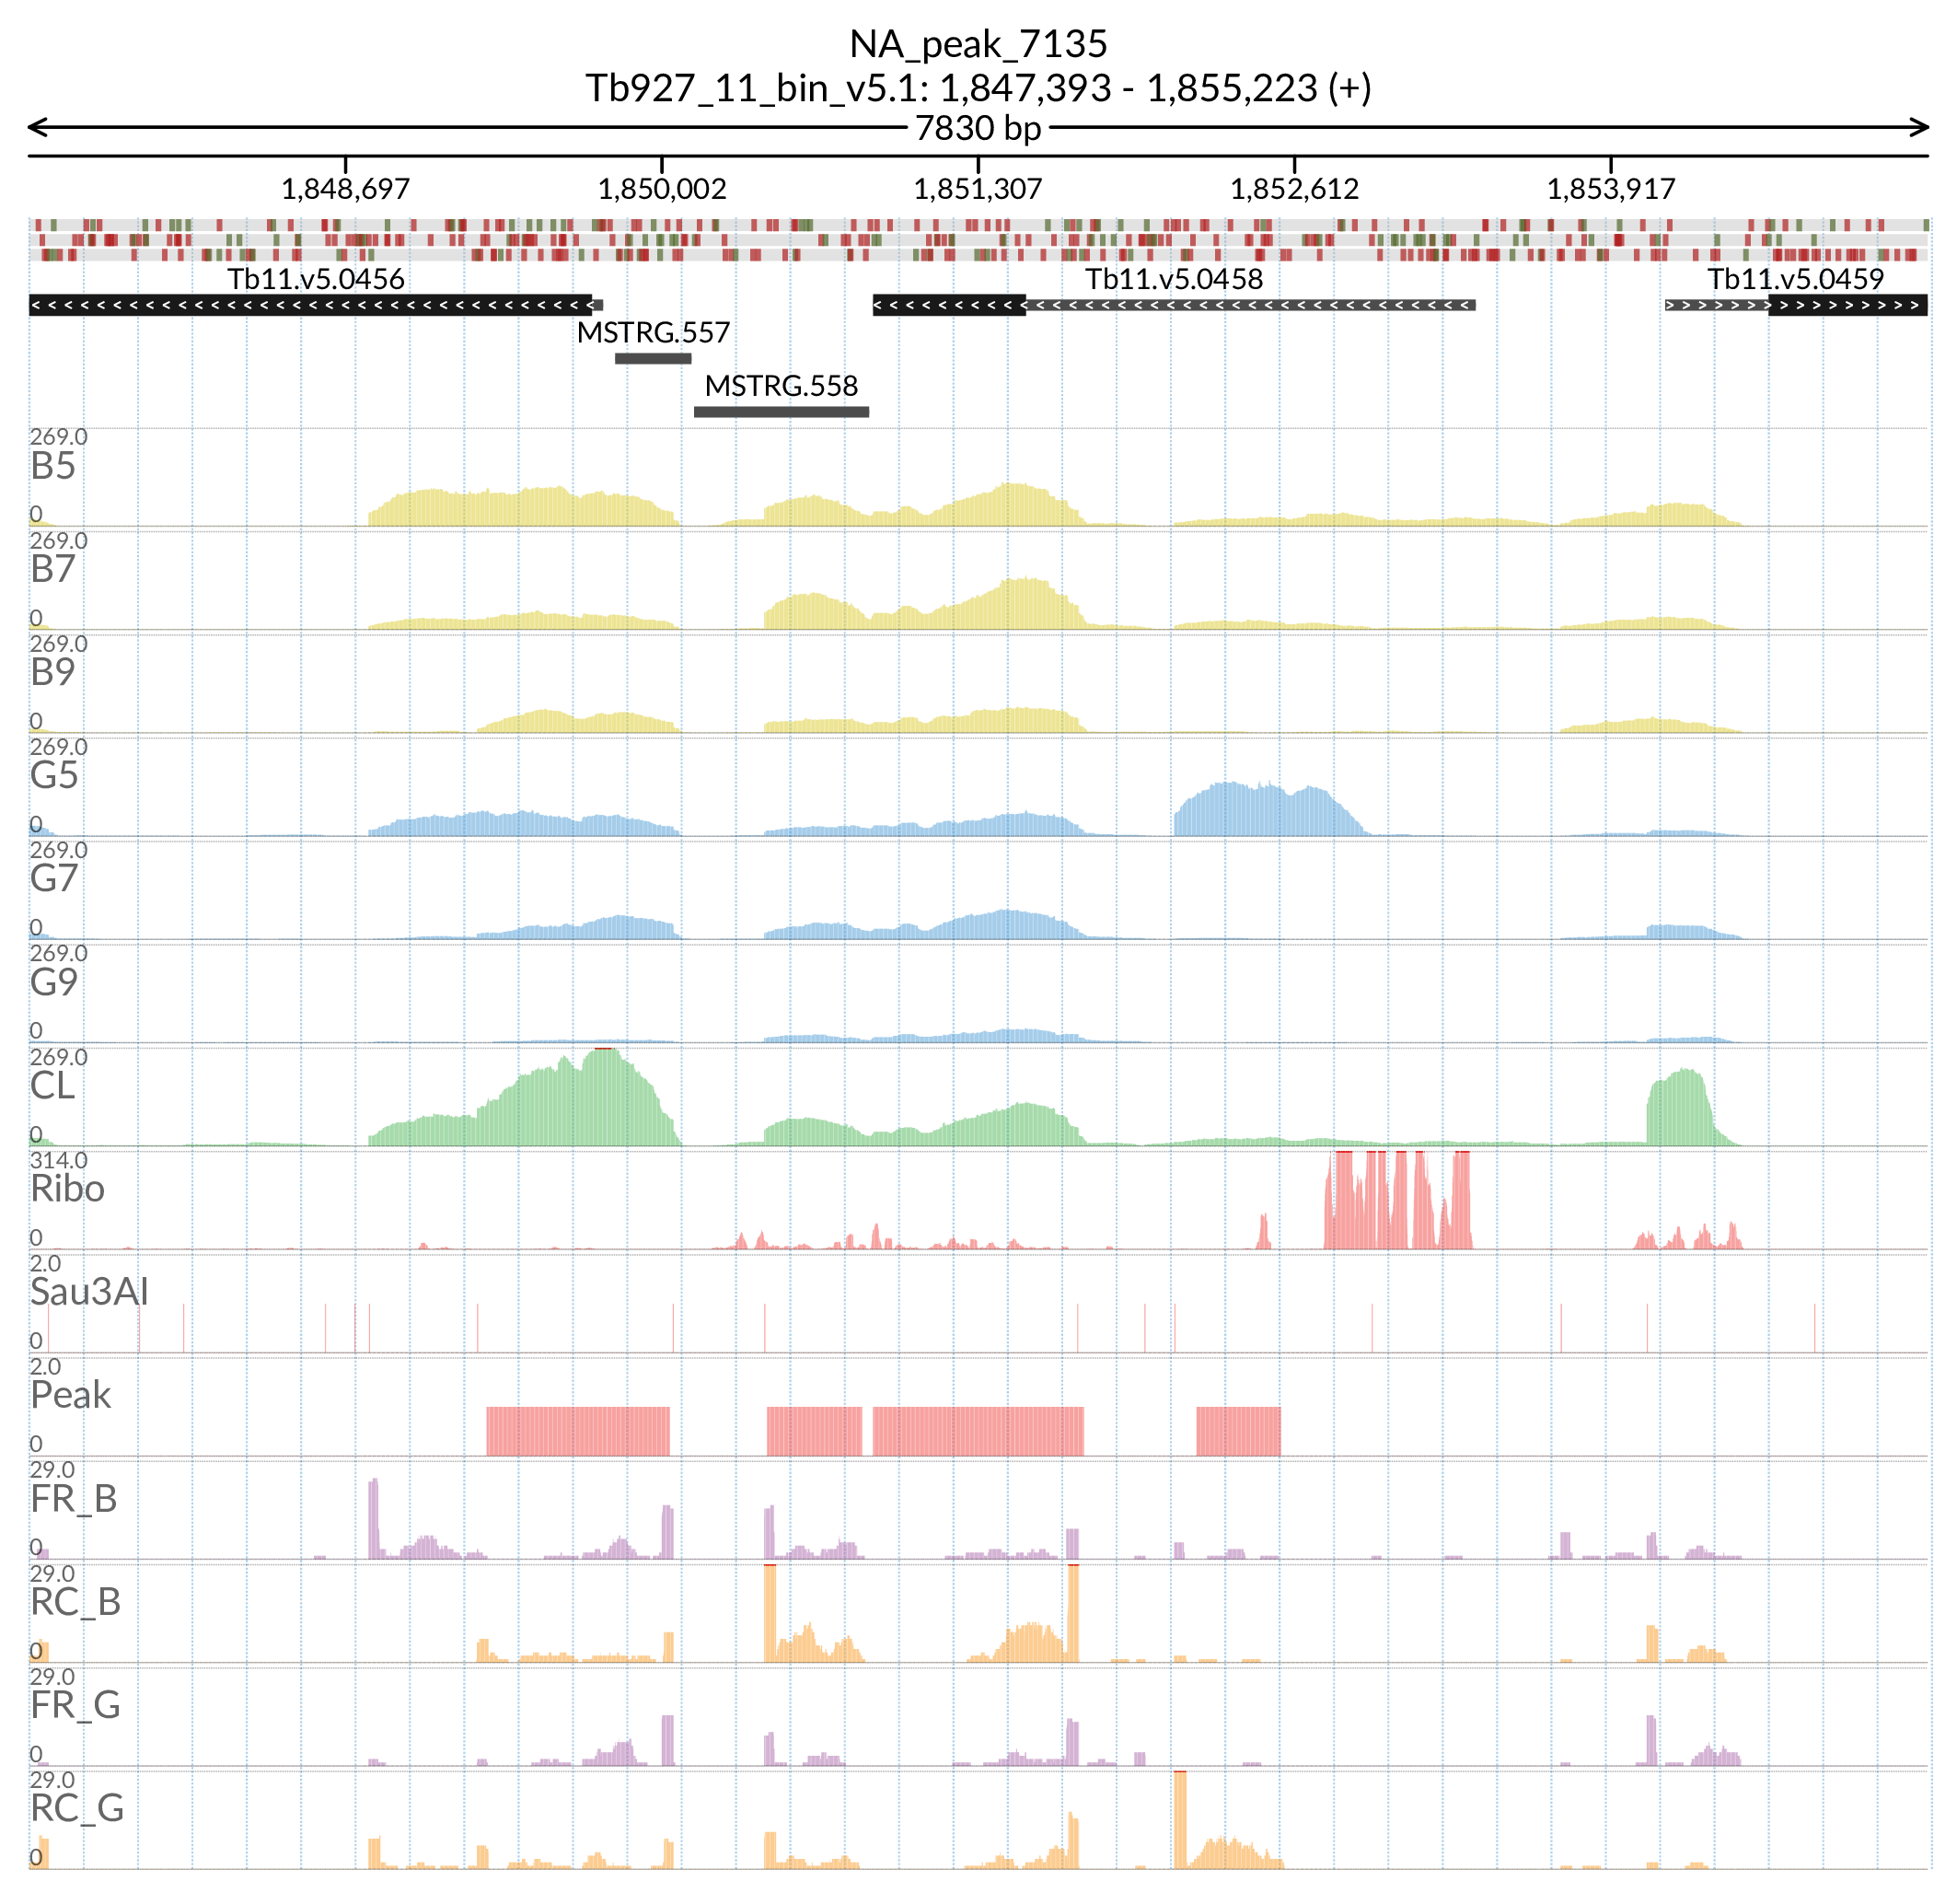 NA_peak_7135
Tb927_11_bin_v5.1: 1,847,393 - 1,855,223 (+)
7830 bp
1,848,697 1,850,002 1,851,307 1,852,612 1,853,917
Tb11.v5.0456 Tb11.v5.0458 Tb11.v5.0459
MSTRG.557
MSTRG.558
269.0
B5
0
269.0
B7
0
269.0
B9
0
269.0
G5
0
269.0
G7
0
269.0
G9
0
269.0
CL
0
314.0
Ribo
0
2.0
Sau3AI
0
2.0
Peak
0
29.0
FR_B
0
29.0
RC_B
0
29.0
FR_G
0
29.0
RC_G
0